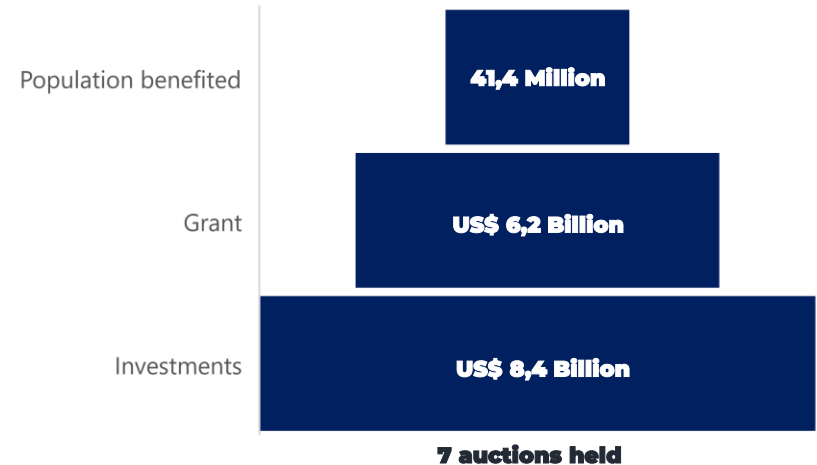 Population benefited
41,4 Million
Grant
US$ 6,2 Billion
Investments
US$ 8,4 Billion
7 auctions held